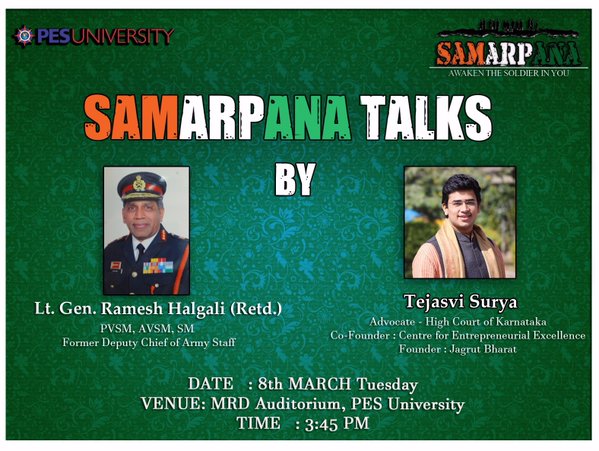 PES UNIVERSITY
SAMARPANA
AWAKEN THE SOLDIER IN YOU
SAMARPANA TALKS
BY
Lt. Gen. Ramesh Halgali (Retd.)
PVSM, AVSM, SM
Former Deputy Chief of Army Staff
Tejasvi Surya
Advocate - High Court of Karnataka
Co-Founder : Centre for Entrepreneurial Excellence
Founder : Jagrut Bharat
DATE : 8th MARCH Tuesday
VENUE: MRD Auditorium, PES University
TIME : 3:45 PM